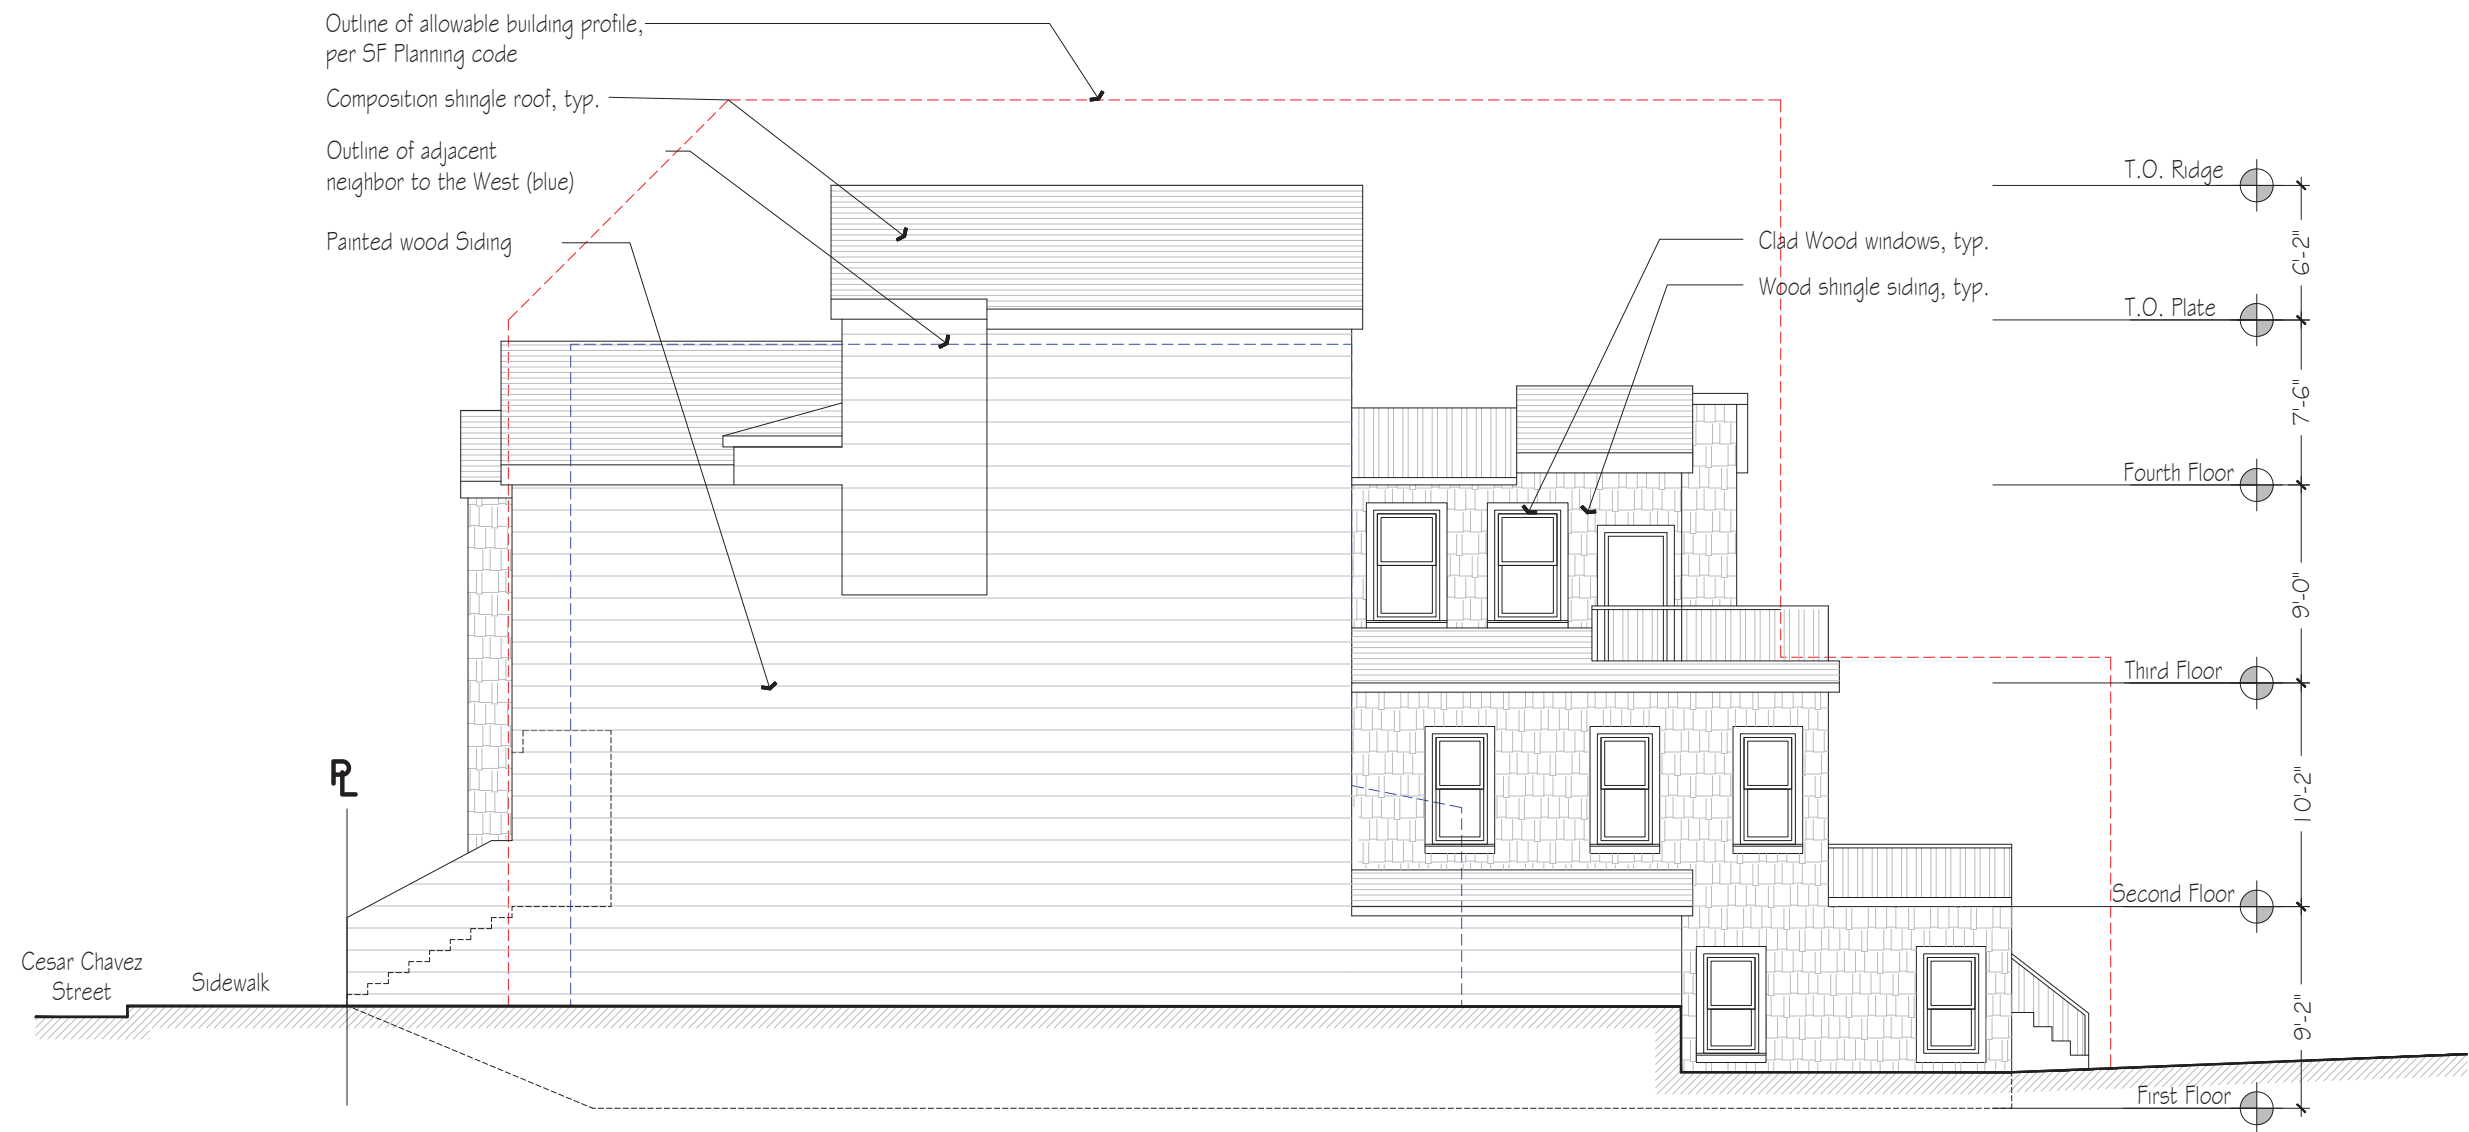 Outline of allowable building profile,
per SF Planning code
Composition shingle roof, typ.
Outline of adjacent
neighbor to the West (blue)
Painted wood Siding
Clad Wood windows, typ.
Wood shingle siding, typ.
T.O. Ridge
6'-2"
T.O. Plate
7'-6"
Fourth Floor
9'-0"
Third Floor
10'-2"
Second Floor
9'-2"
First Floor
PL
Cesar Chavez
Street
Sidewalk